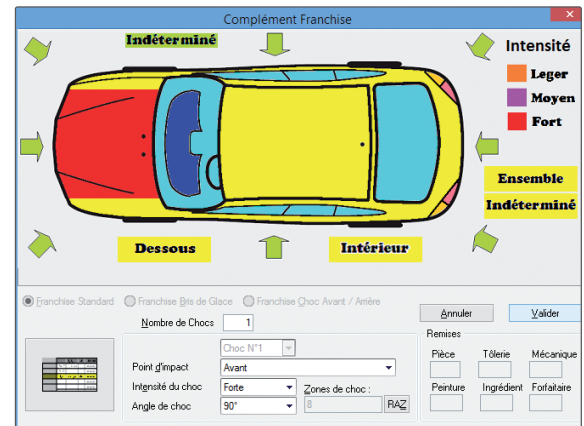 Complément Franchise
Indéterminé
Intensité
Leger
Moyen
Fort
Ensemble
Indéterminé
Dessous
Intérieur
Franchise Standard
Franchise Bris de Glace
Franchise Choc Avant / Arrière
Annuler
Valider
Nombre de Chocs
1
Remises
Choc N°1
Pièce
Tôlerie
Mécanique
Point d'impact
Avant
Intensité du choc
Forte
Zones de choc :
Peinture
Ingrédient
Forfaitaire
Angle de choc
90°
8
RAZ